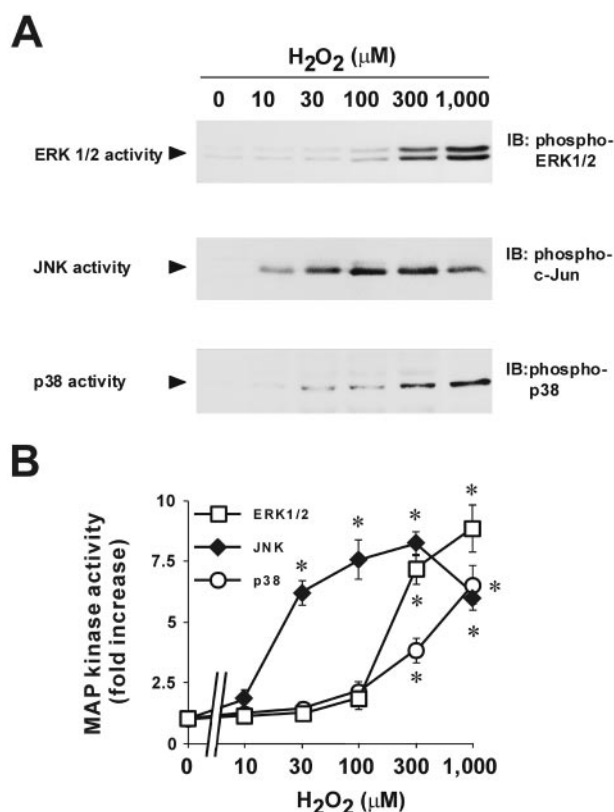 A
H2O2 (μM)
0 10 30 100 300 1,000
ERK 1/2 activity
IB: phospho-
ERK1/2
JNK activity
IB: phospho-
c-Jun
p38 activity
IB:phospho-
p38
B
MAP kinase activity
(fold increase)
10
7.5
5
2.5
0
ERK1/2
JNK
p38
* * * * * * * *
0 10 30 100 300 1,000
H2O2 (μM)